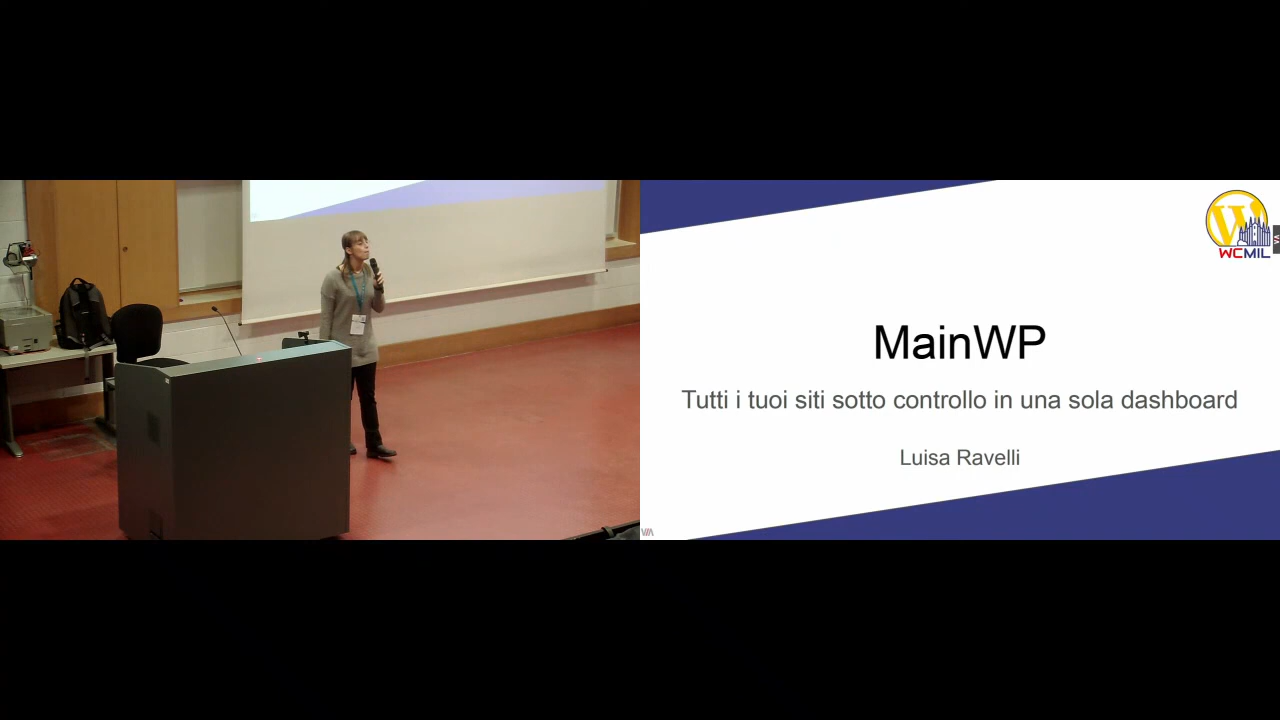 WCMIL
MainWP
Tutti i tuoi siti sotto controllo in una sola dashboard
Luisa Ravelli